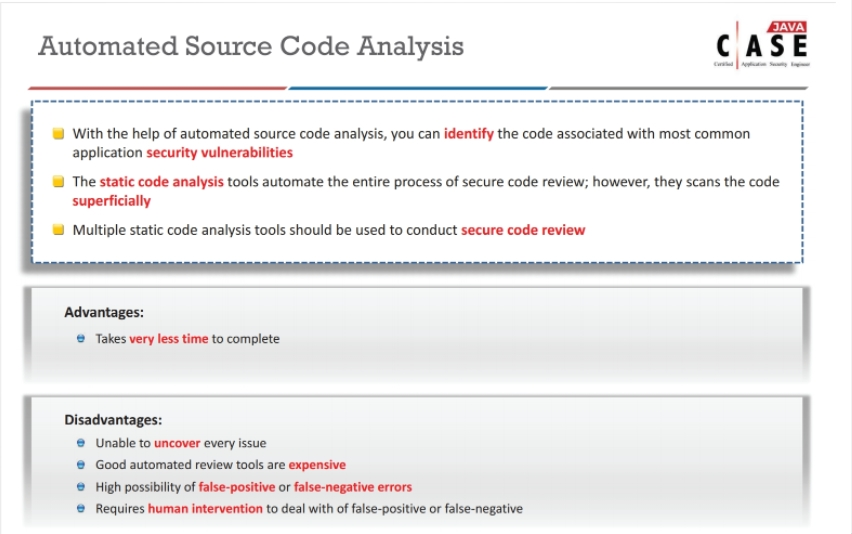 Automated Source Code Analysis
JAVA
CASE
Certified Application Security Engineer
With the help of automated source code analysis, you can identify the code associated with most common
application security vulnerabilities
The static code analysis tools automate the entire process of secure code review; however, they scans the code
superficially
Multiple static code analysis tools should be used to conduct secure code review
Advantages:
Takes very less time to complete
Disadvantages:
Unable to uncover every issue
Good automated review tools are expensive
High possibility of false-positive or false-negative errors
Requires human intervention to deal with of false-positive or false-negative